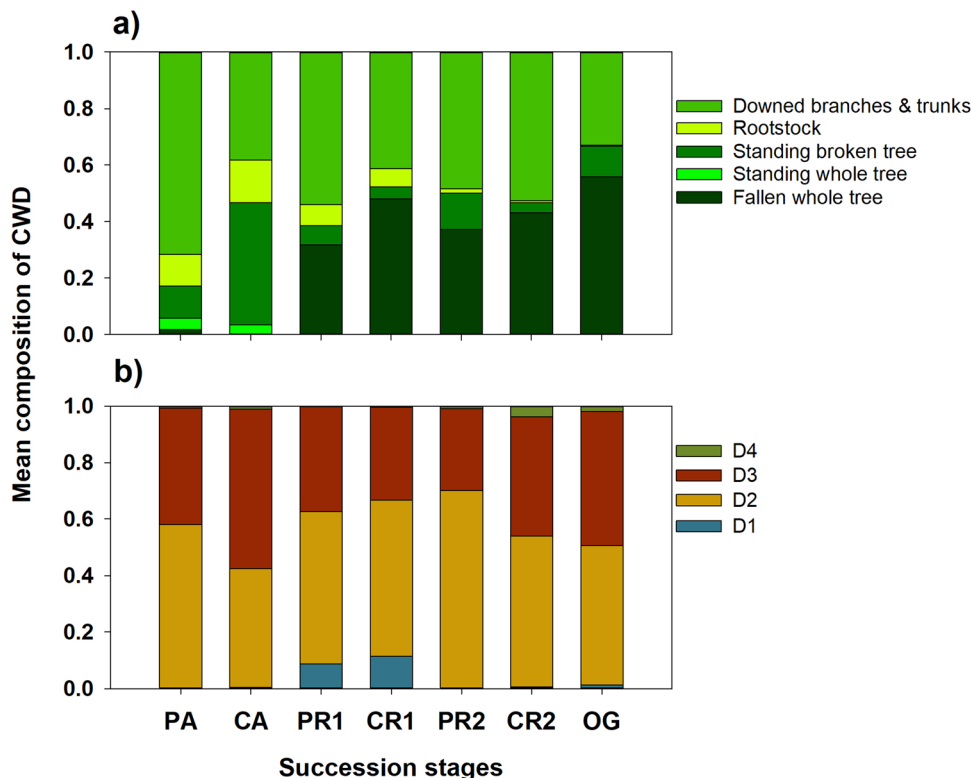 a)
1.0
0.8
0.6
0.4
0.2
0.0
Downed branches & trunks
Rootstock
Standing broken tree
Standing whole tree
Fallen whole tree
Mean composition of CWD
b)
1.0
0.8
0.6
0.4
0.2
0.0
D4
D3
D2
D1
PA CA PR1 CR1 PR2 CR2 OG
Succession stages